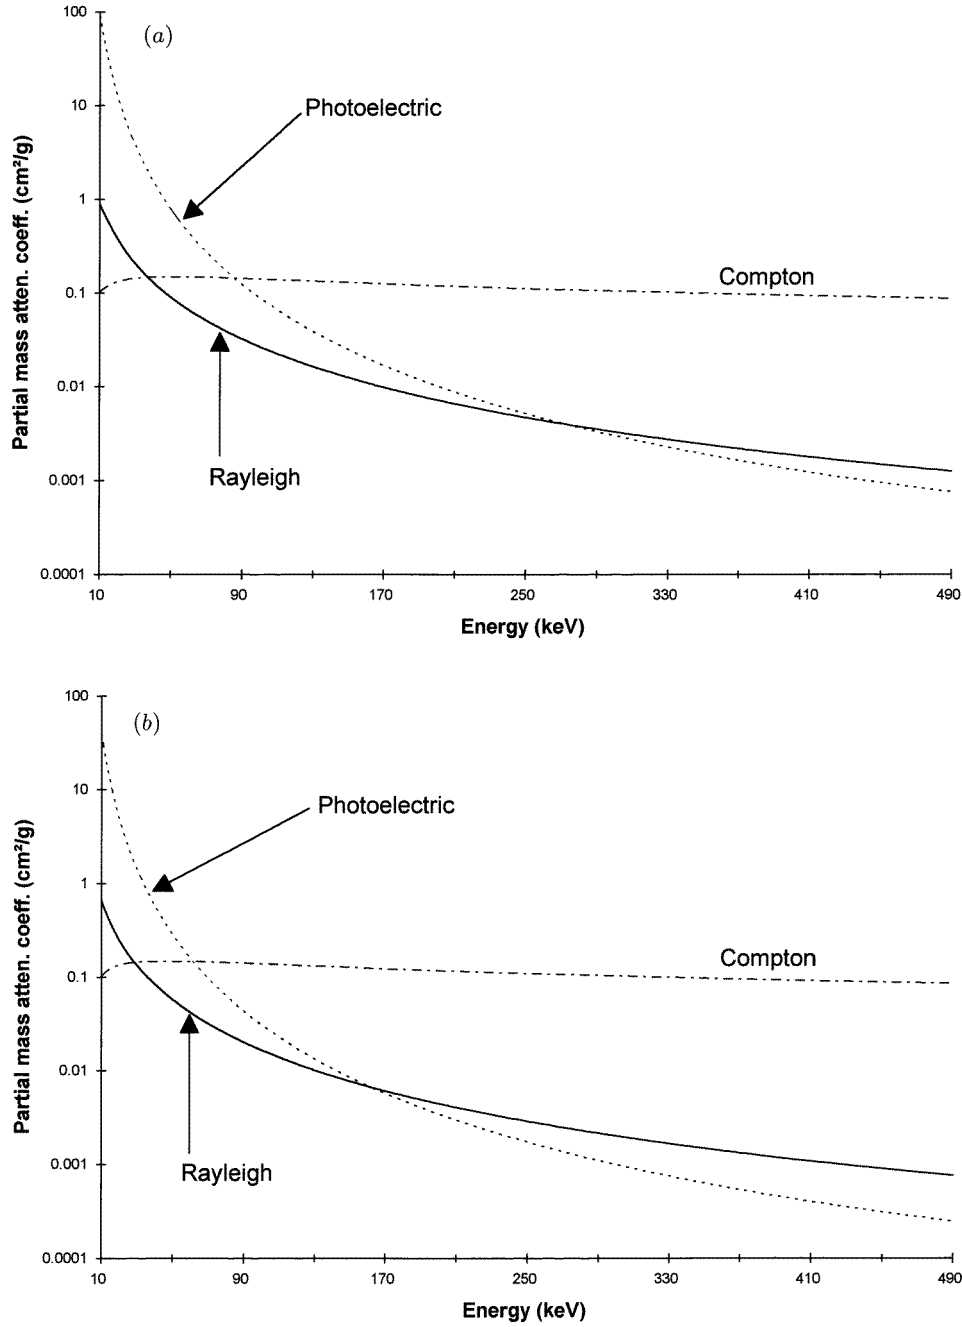 (a)
Partial mass atten. coeff. (cm²/g)
100
10
1
0.1
0.01
0.001
0.0001
Photoelectric
Compton
Rayleigh
10 90 170 250 330 410 490
Energy (keV)
(b)
Partial mass atten. coeff. (cm²/g)
100
10
1
0.1
0.01
0.001
0.0001
Photoelectric
Compton
Rayleigh
10 90 170 250 330 410 490
Energy (keV)